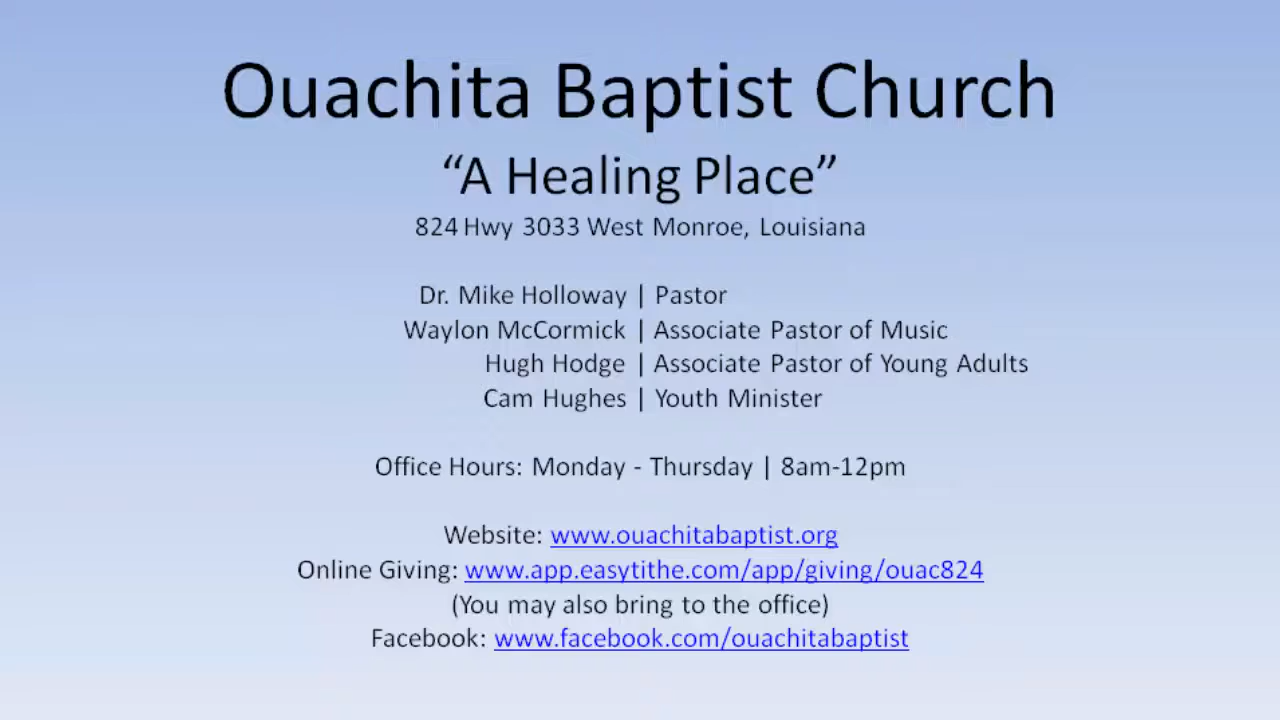 Ouachita Baptist Church
“A Healing Place”
824 Hwy 3033 West Monroe, Louisiana
Dr. Mike Holloway | Pastor
Waylon McCormick | Associate Pastor of Music
Hugh Hodge | Associate Pastor of Young Adults
Cam Hughes | Youth Minister
Office Hours: Monday - Thursday | 8am-12pm
Website: www.ouachitabaptist.org
Online Giving: www.app.easytithe.com/app/giving/ouac824
(You may also bring to the office)
Facebook: www.facebook.com/ouachitabaptist